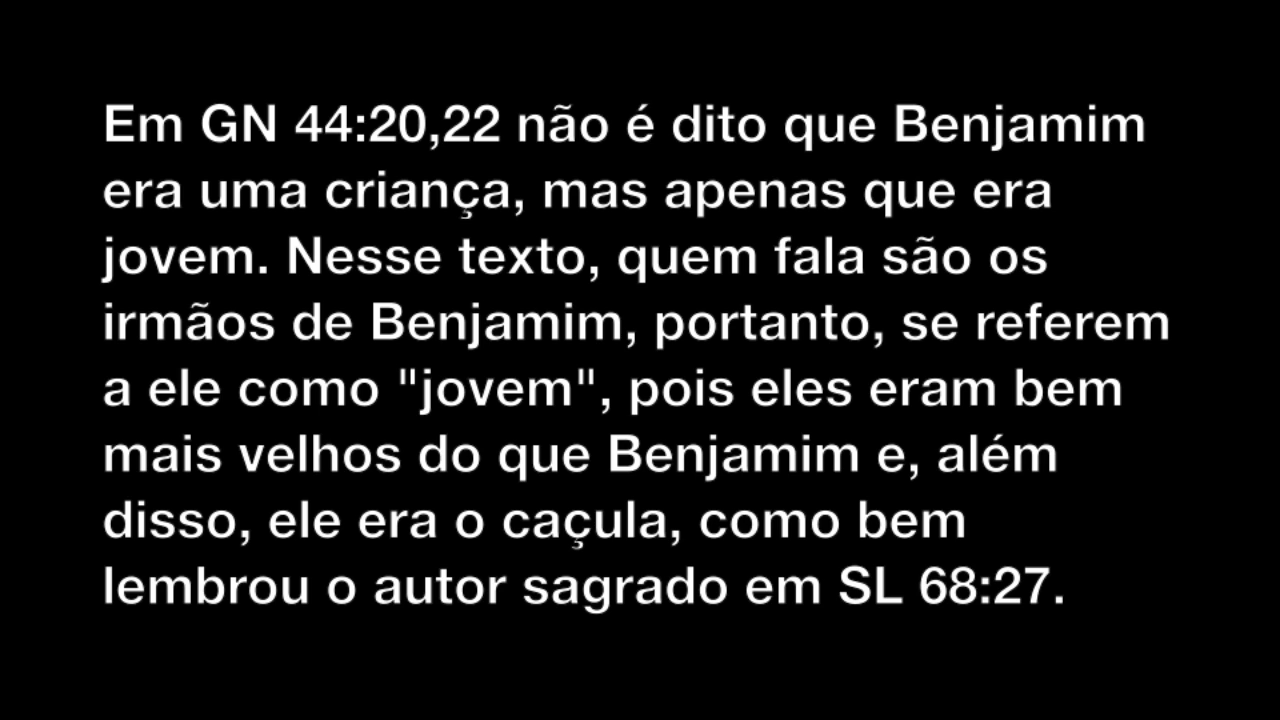 Em GN 44:20,22 não é dito que Benjamim
era uma criança, mas apenas que era
jovem. Nesse texto, quem fala são os
irmãos de Benjamim, portanto, se referem
a ele como "jovem", pois eles eram bem
mais velhos do que Benjamim e, além
disso, ele era o caçula, como bem
lembrou o autor sagrado em SL 68:27.